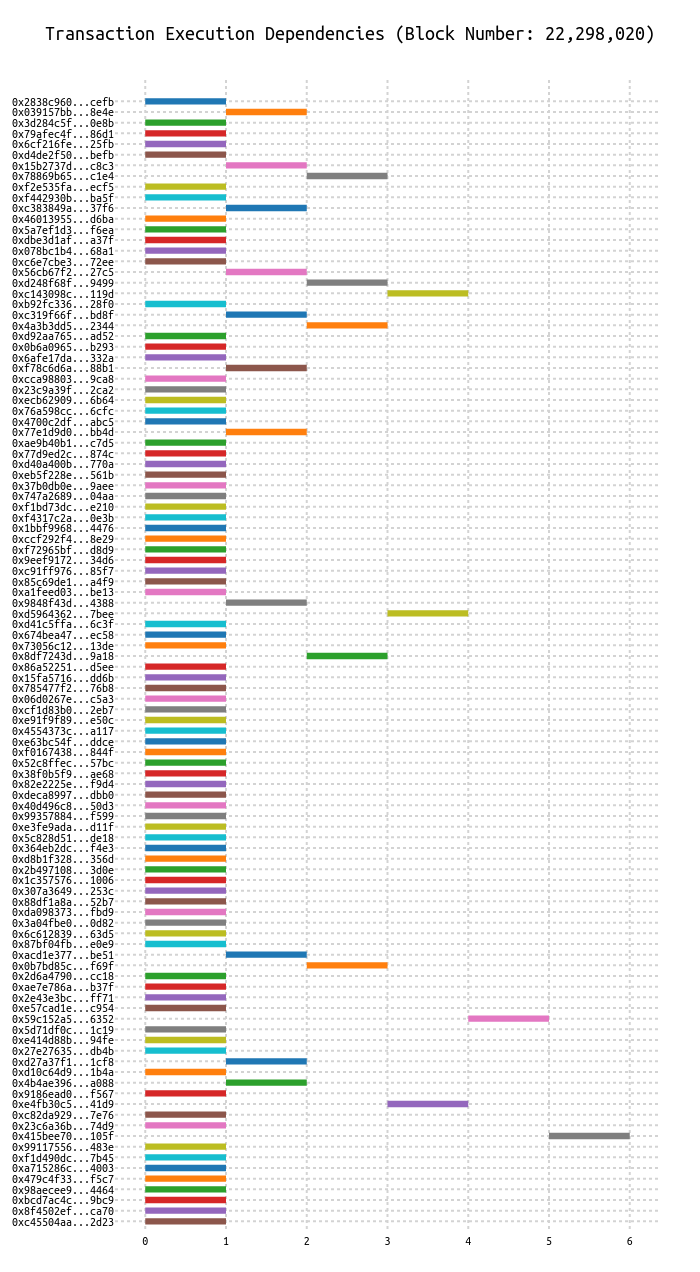 Transaction Execution Dependencies (Block Number: 22,298,020)
0x2838c960...cefb
0x039157bb...8e4e
0x3d284c5f...0e8b
0x79afec4f...86d1
0x6cf216fe...25fb
0xd4de2f50...befb
0x15b2737d...c8c3
0x78869b65...c1e4
0xf2e535fa...ecf5
0xf442930b...ba5f
0xc383849a...37f6
0x46013955...d6ba
0x5a7ef1d3...f6ea
0xdbe3d1af...a37f
0x078bc1b4...68a1
0xc6e7cbe3...72ee
0x56cb67f2...27c5
0xd248f68f...9499
0xc143098c...119d
0xb92fc336...28f0
0xc319f66f...bd8f
0x4a3b3dd5...2344
0xd92aa765...ad52
0x0b6a0965...b293
0x6afe17da...332a
0xf78c6d6a...88b1
0xcca98803...9ca8
0x23c9a39f...2ca2
0xecb62909...6b64
0x76a598cc...6cfc
0x4700c2df...abc5
0x77e1d9d0...bb4d
0xae9b40b1...c7d5
0x77d9ed2c...874c
0xd40a400b...770a
0xeb5f228e...561b
0x37b0db0e...9aee
0x747a2689...04aa
0xf1bd73dc...e210
0xf4317c2a...0e3b
0x1bbf9968...4476
0xccf292f4...8e29
0xf72965bf...d8d9
0x9eef9172...34d6
0xc91ff976...85f7
0x85c69de1...a4f9
0xa1feed03...be13
0x9848f43d...4388
0xd5964362...7bee
0xd41c5ffa...6c3f
0x674bea47...ec58
0x73056c12...13de
0x8df7243d...9a18
0x86a52251...d5ee
0x15fa5716...dd6b
0x785477f2...76b8
0x06d0267e...c5a3
0xcf1d83b0...2eb7
0xe91f9f89...e50c
0x4554373c...a117
0xe63bc54f...ddce
0xf0167438...844f
0x52c8ffec...57bc
0x38f0b5f9...ae68
0x82e2225e...f9d4
0xdeca8997...dbb0
0x40d496c8...50d3
0x99357884...f599
0xe3fe9ada...d11f
0x5c828d51...de18
0x364eb2dc...f4e3
0xd8b1f328...356d
0x2b497108...3d0e
0x1c357576...1006
0x307a3649...253c
0x88df1a8a...52b7
0xda098373...fbd9
0x3a04fbe0...0d82
0x6c612839...63d5
0x87bf04fb...e0e9
0xacd1e377...be51
0x0b7bd85c...f69f
0x2d6a4790...cc18
0xae7e786a...b37f
0x2e43e3bc...ff71
0xe57cad1e...c954
0x59c152a5...6352
0x5d71df0c...1c19
0xe414d88b...94fe
0x27e27635...db4b
0xd27a37f1...1cf8
0xd10c64d9...1b4a
0x4b4ae396...a088
0x9186ead0...f567
0xe4fb30c5...41d9
0xc82da929...7e76
0x23c6a36b...74d9
0x415bee70...105f
0x99117556...483e
0xf1d490dc...7b45
0xa715286c...4003
0x479c4f33...f5c7
0x98aecee9...4464
0xbcd7ac4c...9bc9
0x8f4502ef...ca70
0xc45504aa...2d23
0 1 2 3 4 5 6